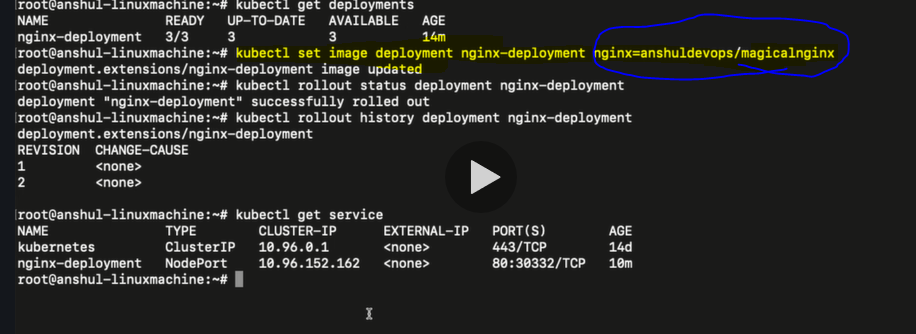 root@anshul-linuxmachine:~# kubectl get deployments
NAME READY UP-TO-DATE AVAILABLE AGE
nginx-deployment 3/3 3 3 14m
root@anshul-linuxmachine:~# kubectl set image deployment nginx-deployment nginx=anshuldevops/magicalnginx
deployment.extensions/nginx-deployment image updated
root@anshul-linuxmachine:~# kubectl rollout status deployment nginx-deployment
deployment "nginx-deployment" successfully rolled out
root@anshul-linuxmachine:~# kubectl rollout history deployment nginx-deployment
deployment.extensions/nginx-deployment
REVISION CHANGE-CAUSE
1 <none>
2 <none>
root@anshul-linuxmachine:~# kubectl get service
NAME TYPE CLUSTER-IP EXTERNAL-IP PORT(S) AGE
kubernetes ClusterIP 10.96.0.1 <none> 443/TCP 14d
nginx-deployment NodePort 10.96.152.162 <none> 80:30332/TCP 10m
root@anshul-linuxmachine:~#